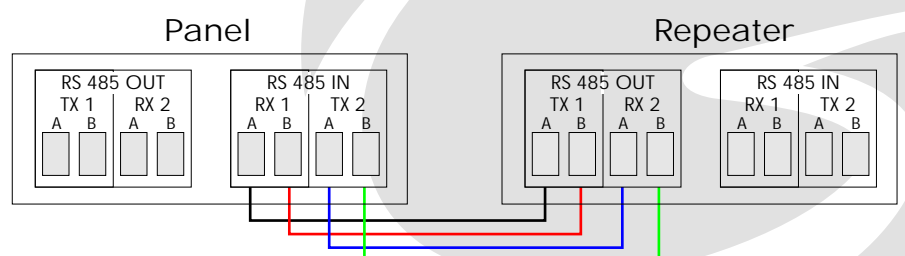 Panel Repeater
RS 485 OUT RS 485 IN RS 485 OUT RS 485 IN
TX 1 RX 2 RX 1 TX 2 TX 1 RX 2 RX 1 TX 2
A B A B A B A B A B A B A B A B